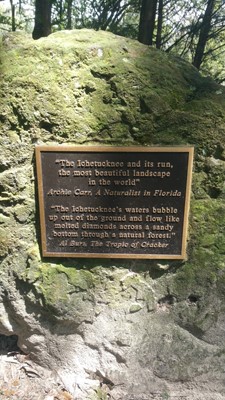 "The Ichetucknee and its run,
the most beautiful landscape
in the world"
Archie Carr, A Naturalist in Florida
"The Ichetucknee's waters bubble
up out of the ground and flow like
melted diamonds across a sandy
bottom through a natural forest."
Al Burt, The Tropic of Cracker